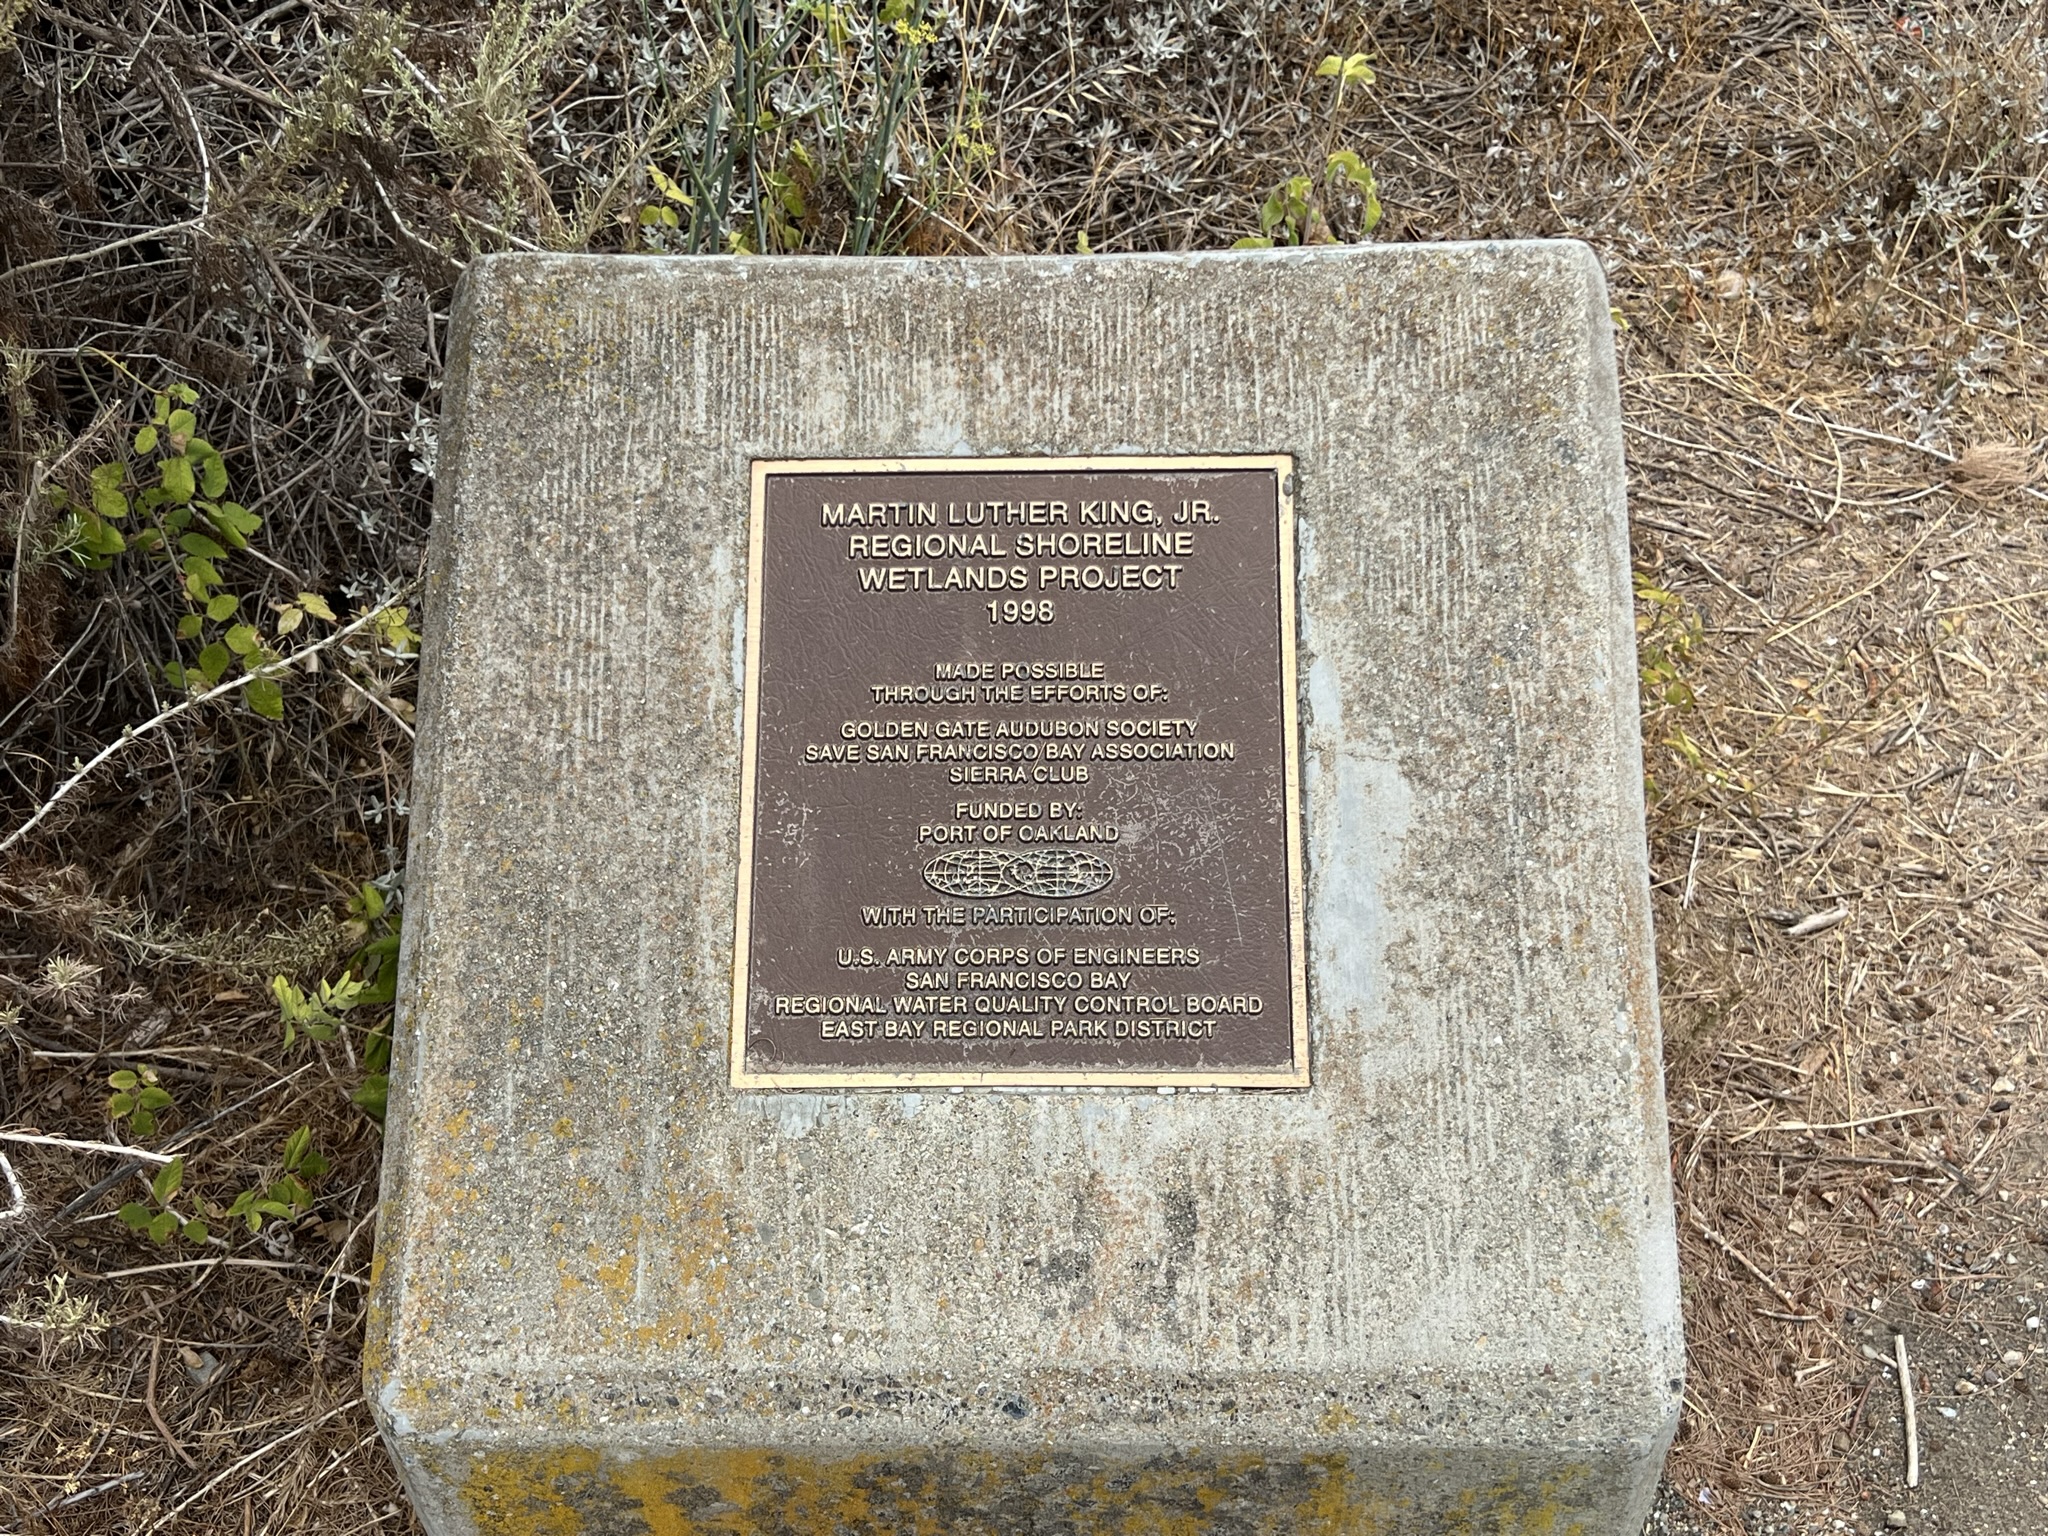 MARTIN LUTHER KING, JR.
REGIONAL SHORELINE
WETLANDS PROJECT
1998
MADE POSSIBLE
THROUGH THE EFFORTS OF:
GOLDEN GATE AUDUBON SOCIETY
SAVE SAN FRANCISCO BAY ASSOCIATION
SIERRA CLUB
FUNDED BY:
PORT OF OAKLAND
WITH THE PARTICIPATION OF:
U.S. ARMY CORPS OF ENGINEERS
SAN FRANCISCO BAY
REGIONAL WATER QUALITY CONTROL BOARD
EAST BAY REGIONAL PARK DISTRICT